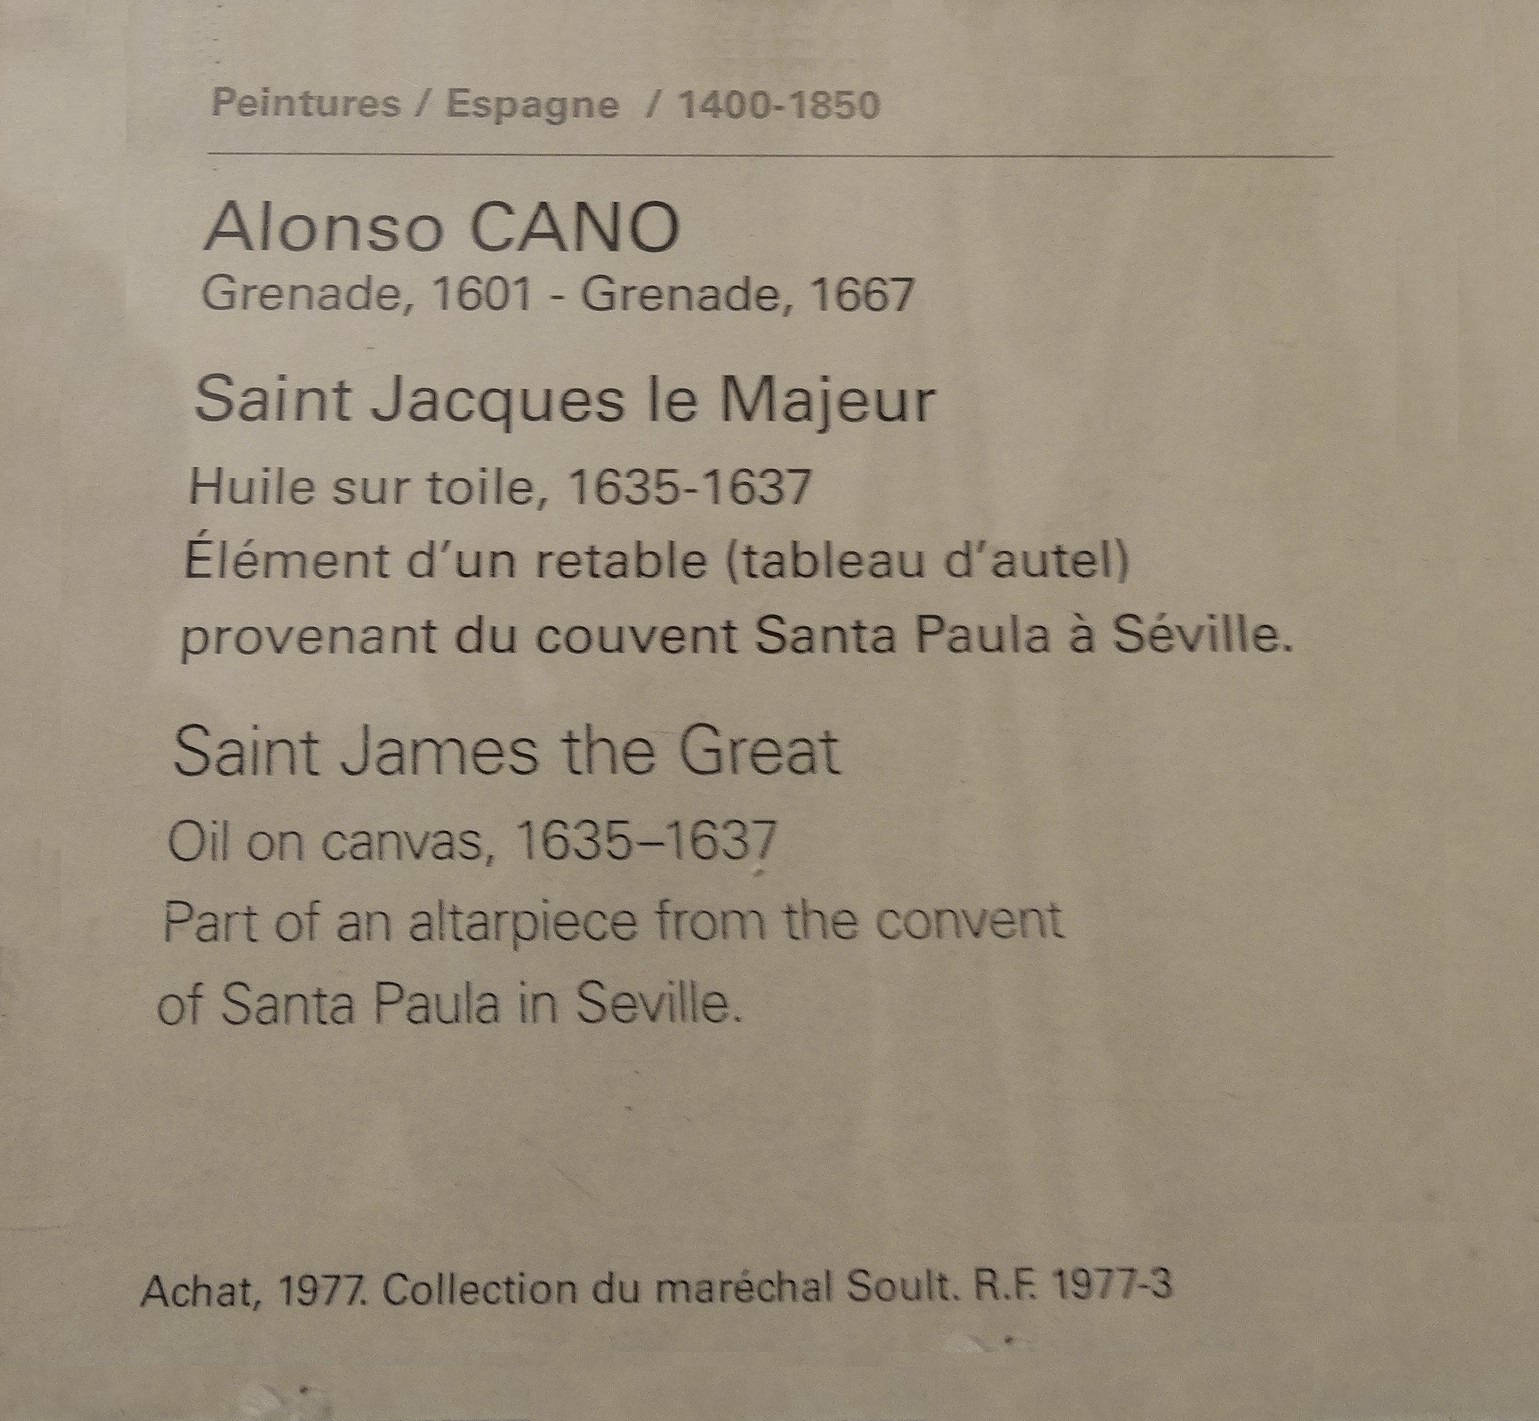 Peintures / Espagne / 1400-1850
Alonso CANO
Grenade, 1601 - Grenade, 1667
Saint Jacques le Majeur
Huile sur toile, 1635-1637
Élément d’un retable (tableau d’autel)
provenant du couvent Santa Paula à Séville.
Saint James the Great
Oil on canvas, 1635–1637
Part of an altarpiece from the convent
of Santa Paula in Seville.
Achat, 1977. Collection du maréchal Soult. R.F. 1977-3